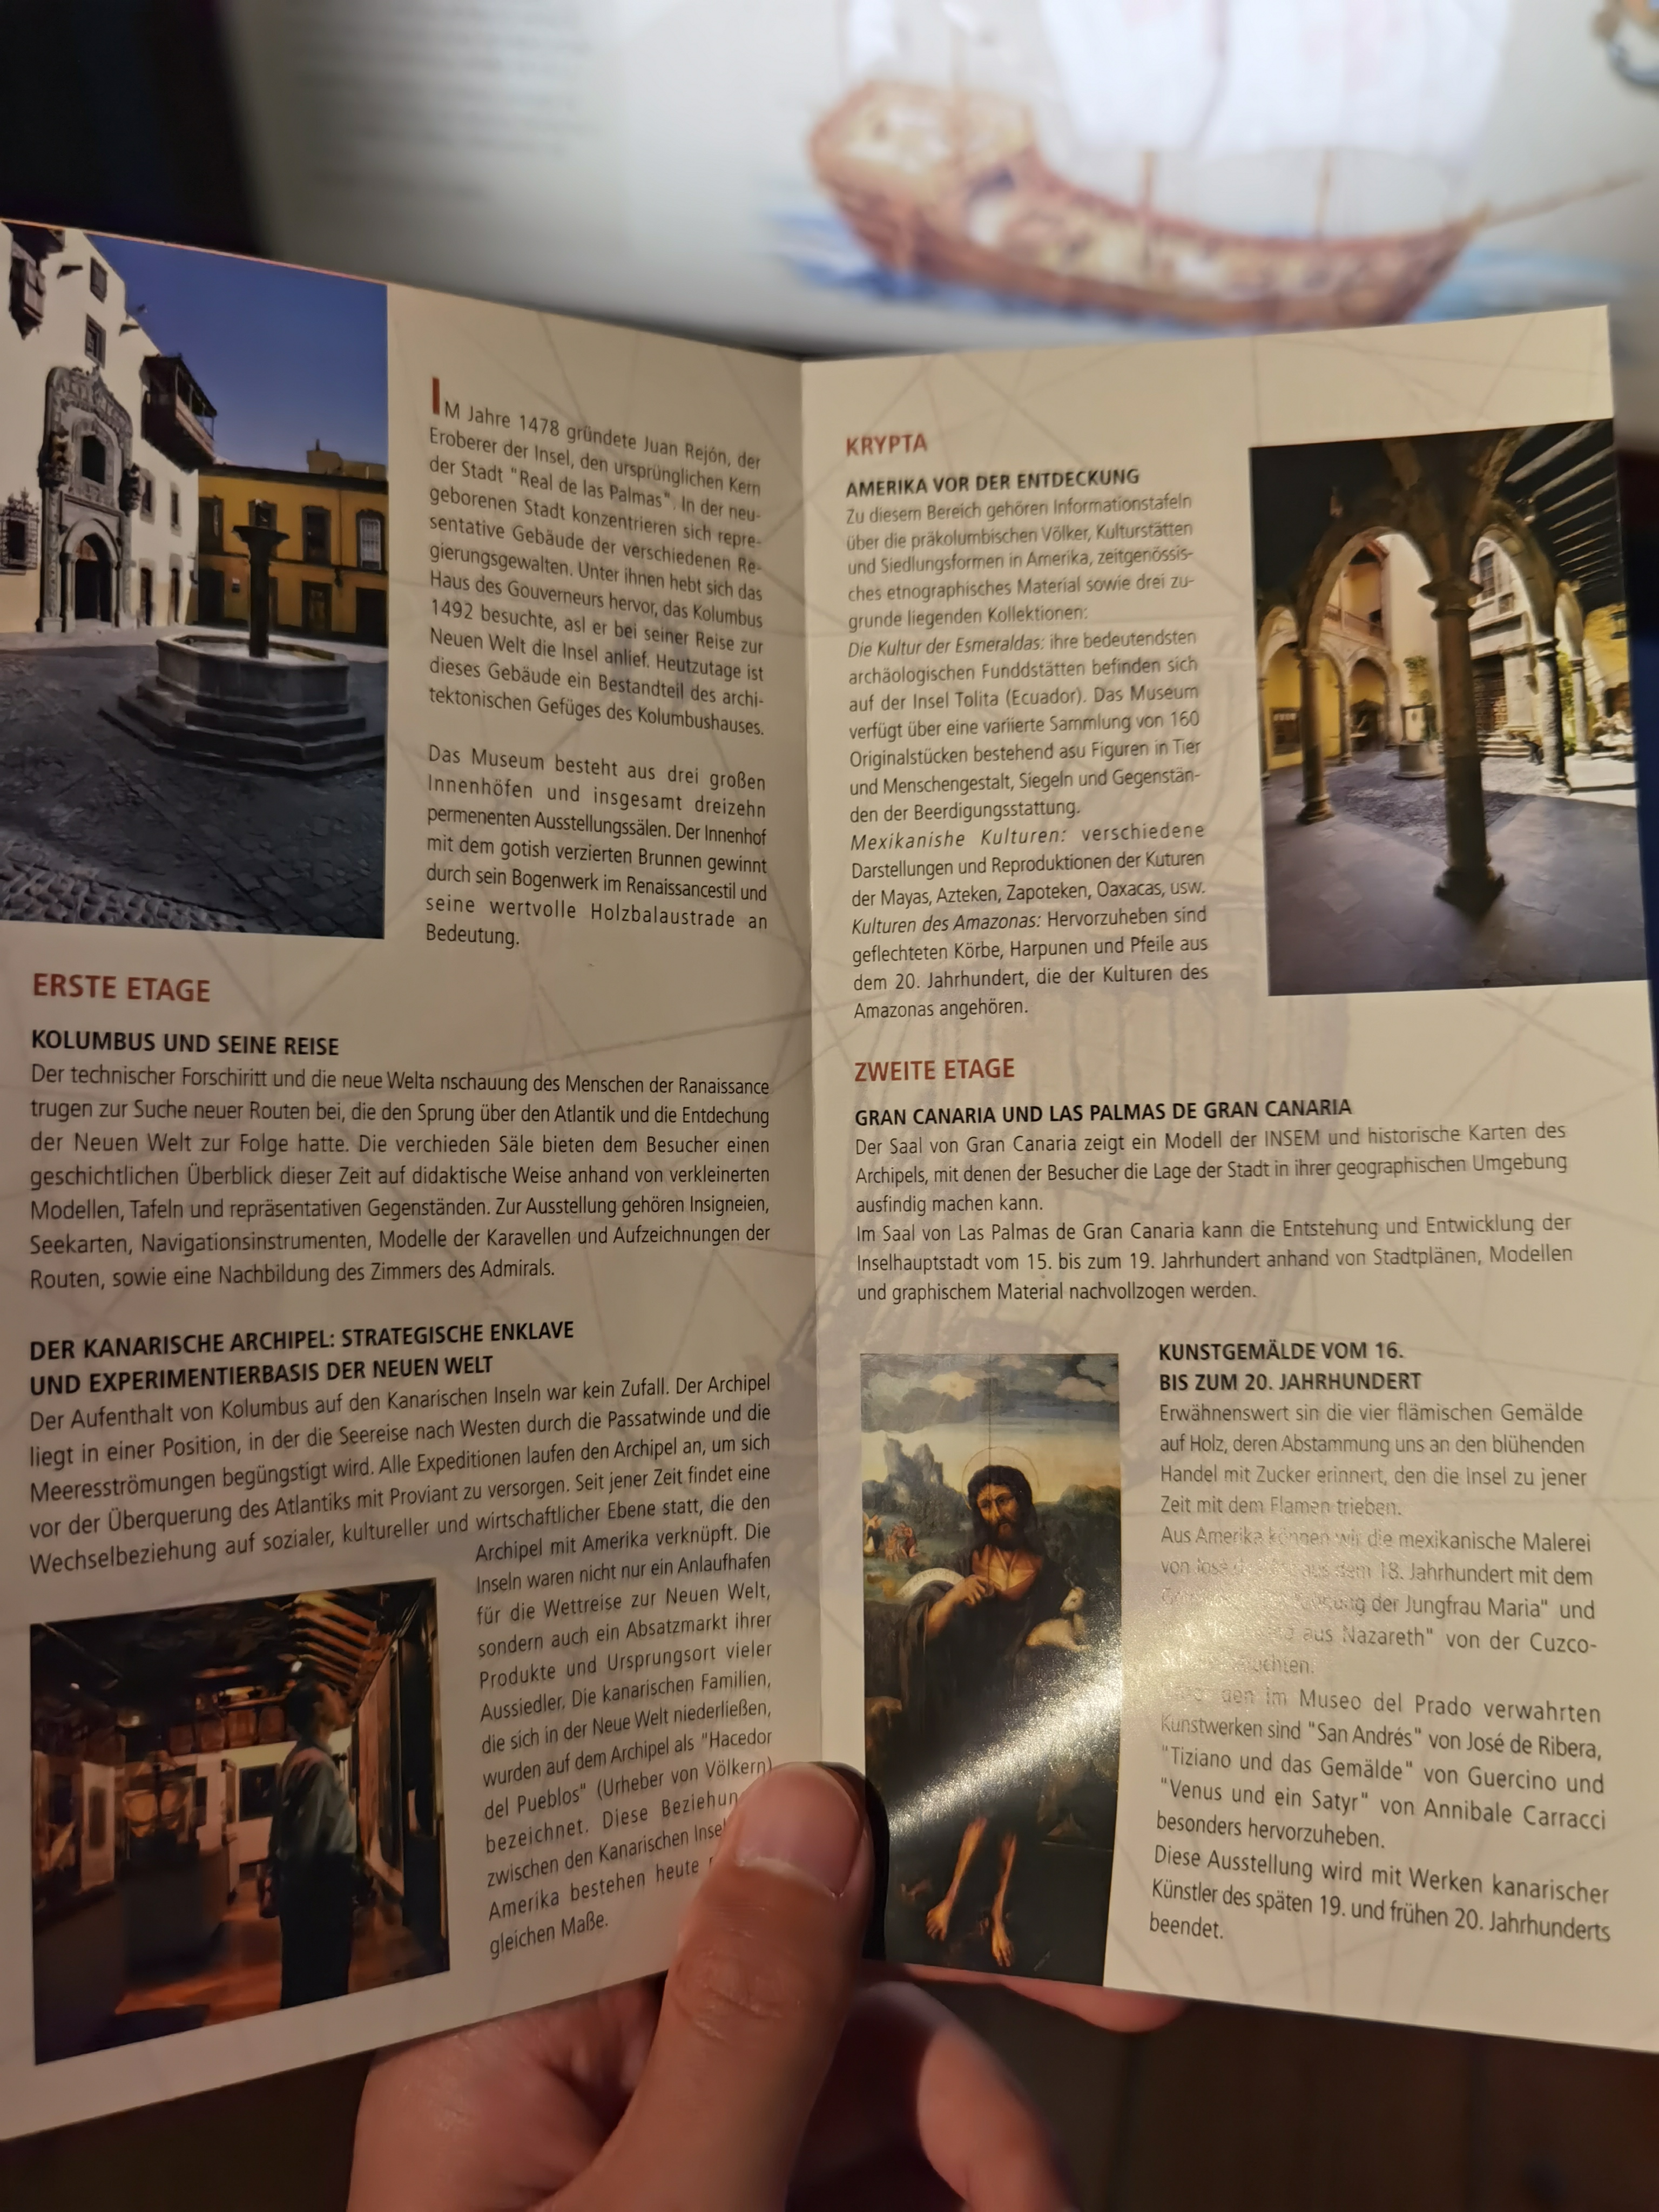 IM Jahre 1478 gründete Juan Rejón, der
Eroberer der Insel, den ursprünglichen Kern
der Stadt "Real de las Palmas". In der neu-
geborenen Stadt konzentrieren sich repre-
sentative Gebäude der verschiedenen Re-
gierungsgewalten. Unter ihnen hebt sich das
Haus des Gouverneurs hervor, das Kolumbus
1492 besuchte, asl er bei seiner Reise zur
Neuen Welt die Insel anlief. Heutzutage ist
dieses Gebäude ein Bestandteil des archi-
tektonischen Gefüges des Kolumbushauses.
Das Museum besteht aus drei großen
Innenhöfen und insgesamt dreizehn
permenenten Ausstellungssälen. Der Innenhof
mit dem gotish verzierten Brunnen gewinnt
durch sein Bogenwerk im Renaissancestil und
seine wertvolle Holzbalaustrade an
Bedeutung.
ERSTE ETAGE
KOLUMBUS UND SEINE REISE
Der technischer Forschiritt und die neue Welta nschauung des Menschen der Ranaissance
trugen zur Suche neuer Routen bei, die den Sprung über den Atlantik und die Entdechung
der Neuen Welt zur Folge hatte. Die verchieden Säle bieten dem Besucher einen
geschichtlichen Überblick dieser Zeit auf didaktische Weise anhand von verkleinerten
Modellen, Tafeln und repräsentativen Gegenständen. Zur Ausstellung gehören Insigneien,
Seekarten, Navigationsinstrumenten, Modelle der Karavellen und Aufzeichnungen der
Routen, sowie eine Nachbildung des Zimmers des Admirals.
DER KANARISCHE ARCHIPEL: STRATEGISCHE ENKLAVE
UND EXPERIMENTIERBASIS DER NEUEN WELT
Der Aufenthalt von Kolumbus auf den Kanarischen Inseln war kein Zufall. Der Archipel
liegt in einer Position, in der die Seereise nach Westen durch die Passatwinde und die
Meeresströmungen begüngstigt wird. Alle Expeditionen laufen den Archipel an, um sich
vor der Überquerung des Atlantiks mit Proviant zu versorgen. Seit jener Zeit findet eine
Wechselbeziehung auf sozialer, kultureller und wirtschaftlicher Ebene statt, die den
Archipel mit Amerika verknüpft. Die
Inseln waren nicht nur ein Anlaufhafen
für die Wettreise zur Neuen Welt,
sondern auch ein Absatzmarkt ihrer
Produkte und Ursprungsort vieler
Aussiedler. Die kanarischen Familien,
die sich in der Neue Welt niederließen,
wurden auf dem Archipel als "Hacedor
del Pueblos" (Urheber von Völkern)
bezeichnet. Diese
zwischen den Kanarischen
Amerika bestehen heute
gleichen Maße.
KRYPTA
AMERIKA VOR DER ENTDECKUNG
Zu diesem Bereich gehören Informationstafeln
über die präkolumbischen Völker, Kulturstätten
und Siedlungsformen in Amerika, zeitgenössis-
ches etnographisches Material sowie drei zu-
grunde liegenden Kollektionen:
Die Kultur der Esmeraldas: ihre bedeutendsten
archäologischen Funddstätten befinden sich
auf der Insel Tolita (Ecuador). Das Museum
verfügt über eine variierte Sammlung von 160
Originalstücken bestehend asu Figuren in Tier
und Menschengestalt, Siegeln und Gegenstän-
den der Beerdigungsstattung.
Mexikanishe Kulturen: verschiedene
Darstellungen und Reproduktionen der Kuturen
der Mayas, Azteken, Zapoteken, Oaxacas, usw.
Kulturen des Amazonas: Hervorzuheben sind
geflechteten Körbe, Harpunen und Pfeile aus
dem 20. Jahrhundert, die der Kulturen des
Amazonas angehören.
ZWEITE ETAGE
GRAN CANARIA UND LAS PALMAS DE GRAN CANARIA
Der Saal von Gran Canaria zeigt ein Modell der INSEM und historische Karten des
Archipels, mit denen der Besucher die Lage der Stadt in ihrer geographischen Umgebung
ausfindig machen kann.
Im Saal von Las Palmas de Gran Canaria kann die Entstehung und Entwicklung der
Inselhauptstadt vom 15. bis zum 19. Jahrhundert anhand von Stadtplänen, Modellen
und graphischem Material nachvollzogen werden.
KUNSTGEMÄLDE VOM 16.
BIS ZUM 20. JAHRHUNDERT
Erwähnenswert sin die vier flämischen Gemälde
auf Holz, deren Abstammung uns an den blühenden
Handel mit Zucker erinnert, den die Insel zu jener
Zeit mit dem Flamen trieben.
Aus Amerika können wir die mexikanische Malerei
von dem 18. Jahrhundert mit dem
der Jungfrau Maria" und
aus Nazareth" von der Cuzco-
im Museo del Prado verwahrten
Kunstwerken sind "San Andrés" von José de Ribera,
"Tiziano und das Gemälde" von Guercino und
"Venus und ein Satyr" von Annibale Carracci
besonders hervorzuheben.
Diese Ausstellung wird mit Werken kanarischer
Künstler des späten 19. und frühen 20. Jahrhunderts
beendet.